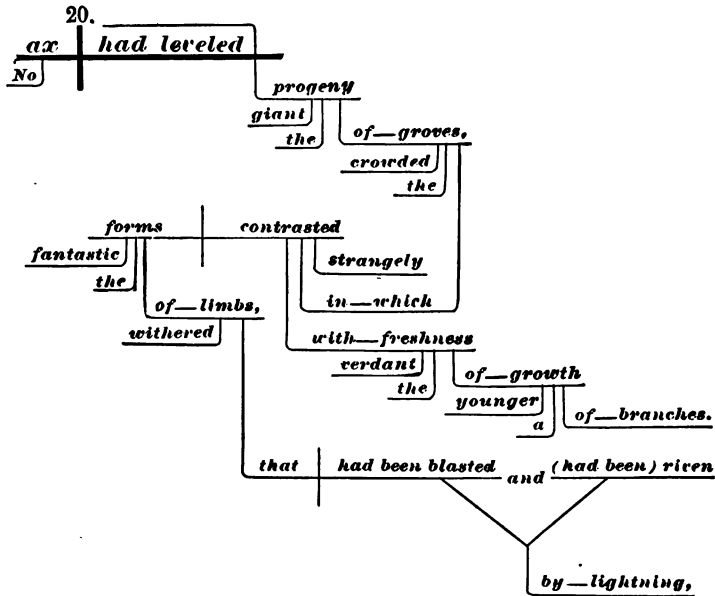 20.
ax had leveled
No
progeny
giant
the
of groves,
crowded
the
forms contrasted
fantastic
the
strangely
in which
of limbs,
withered
with freshness
verdant
the
of growth
younger
a
of branches.
that had been blasted and (had been) riven
by lightning,